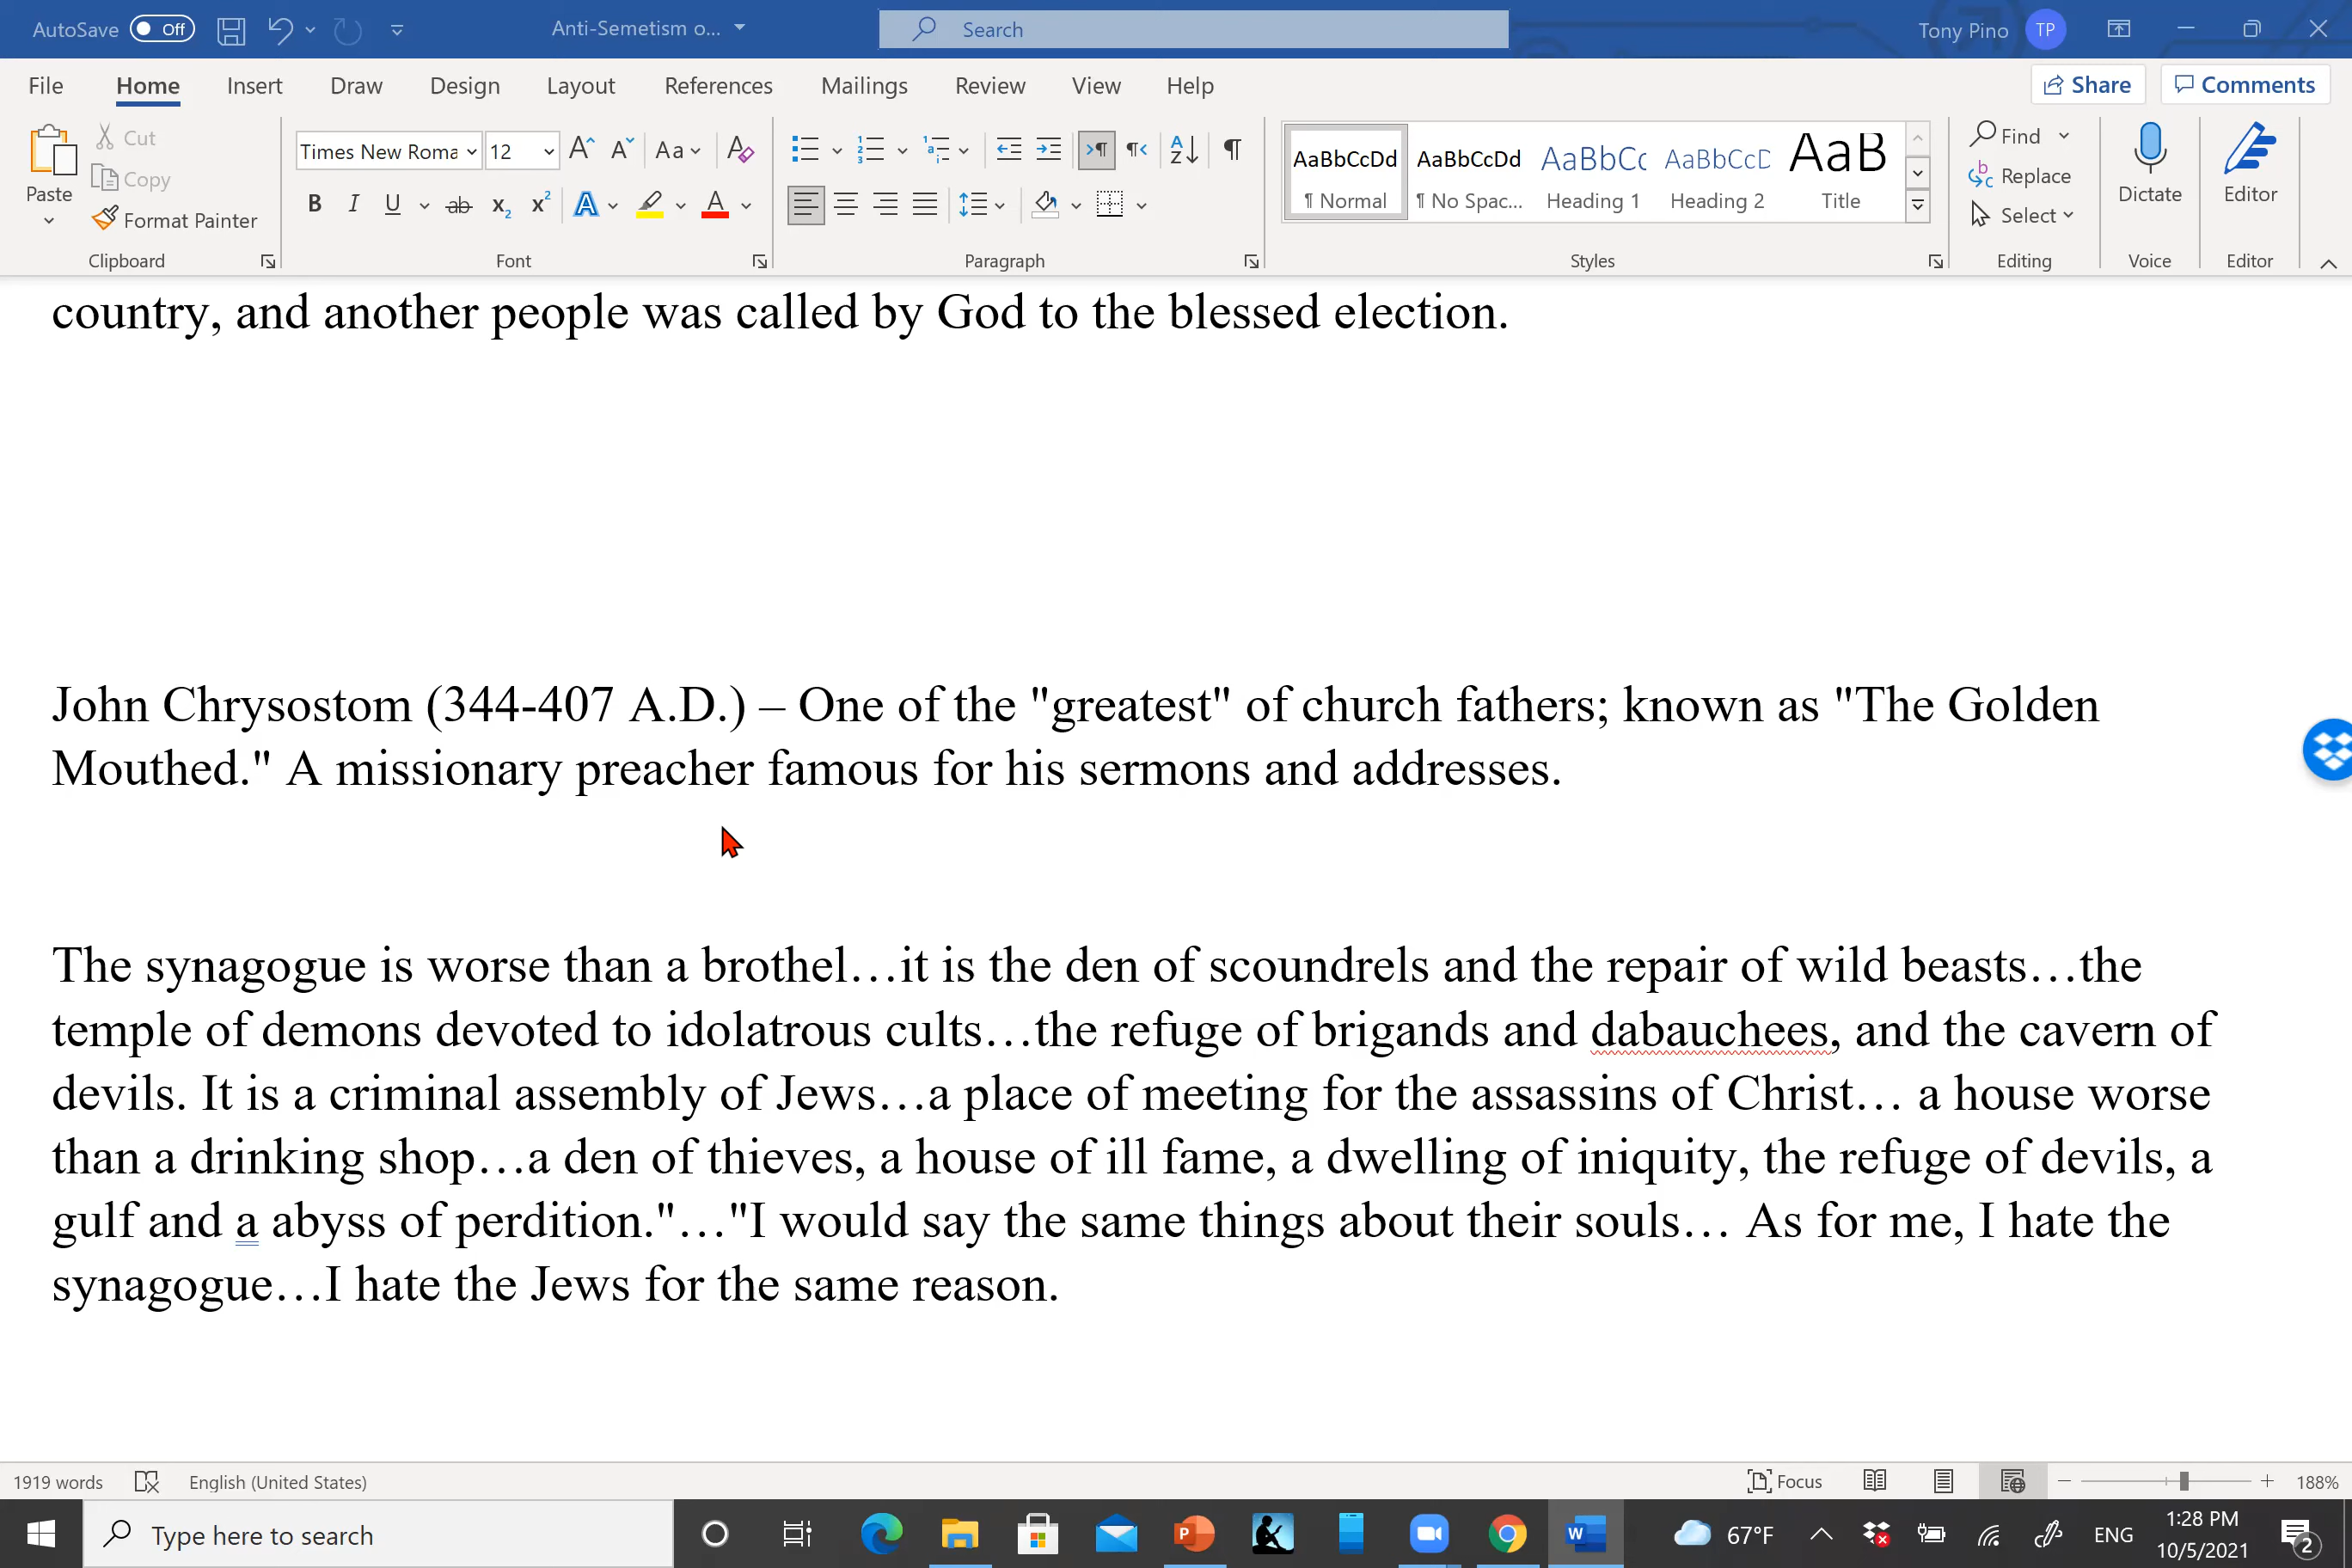 AutoSave Off Anti-Semetism o... Search Tony Pino TP
File Home Insert Draw Design Layout References Mailings Review View Help Share Comments
Paste Cut Copy Format Painter
Clipboard
Times New Roma 12
Font
Paragraph
AaBbCcDd AaBbCcDd AaBbCc AaBbCcD AaB
¶ Normal ¶ No Spac... Heading 1 Heading 2 Title
Styles
Find
Replace
Select
Editing
Dictate
Voice
Editor
Editor
country, and another people was called by God to the blessed election.
John Chrysostom (344-407 A.D.) – One of the "greatest" of church fathers; known as "The Golden
Mouthed." A missionary preacher famous for his sermons and addresses.
The synagogue is worse than a brothel…it is the den of scoundrels and the repair of wild beasts…the
temple of demons devoted to idolatrous cults…the refuge of brigands and dabauchees, and the cavern of
devils. It is a criminal assembly of Jews…a place of meeting for the assassins of Christ… a house worse
than a drinking shop…a den of thieves, a house of ill fame, a dwelling of iniquity, the refuge of devils, a
gulf and a abyss of perdition."…"I would say the same things about their souls… As for me, I hate the
synagogue…I hate the Jews for the same reason.
1919 words English (United States) Focus 188%
Type here to search 67°F ENG 1:28 PM
10/5/2021 2